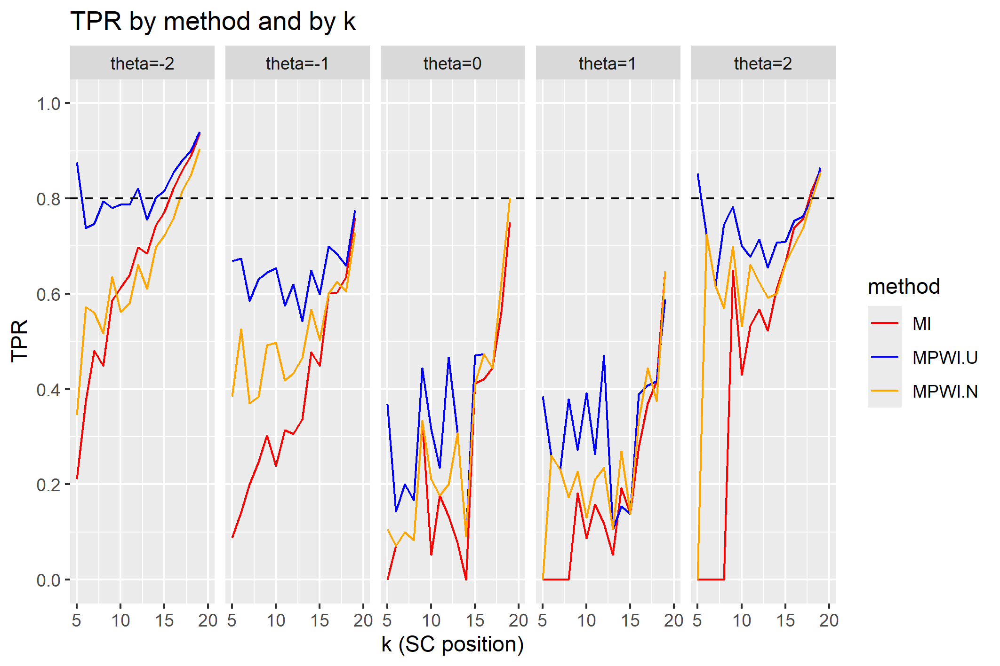 TPR by method and by k
theta=-2 theta=-1 theta=0 theta=1 theta=2
1.0
0.8
0.6
0.4
0.2
0.0
TPR
5 10 15 20 5 10 15 20 5 10 15 20 5 10 15 20 5 10 15 20
k (SC position)
method
MI
MPWI.U
MPWI.N